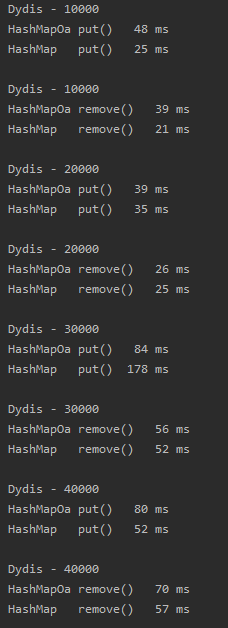 Dydis - 10000
HashMapOa put()   48 ms
HashMap   put()   25 ms

Dydis - 10000
HashMapOa remove()   39 ms
HashMap   remove()   21 ms

Dydis - 20000
HashMapOa put()   39 ms
HashMap   put()   35 ms

Dydis - 20000
HashMapOa remove()   26 ms
HashMap   remove()   25 ms

Dydis - 30000
HashMapOa put()   84 ms
HashMap   put()  178 ms

Dydis - 30000
HashMapOa remove()   56 ms
HashMap   remove()   52 ms

Dydis - 40000
HashMapOa put()   80 ms
HashMap   put()   52 ms

Dydis - 40000
HashMapOa remove()   70 ms
HashMap   remove()   57 ms